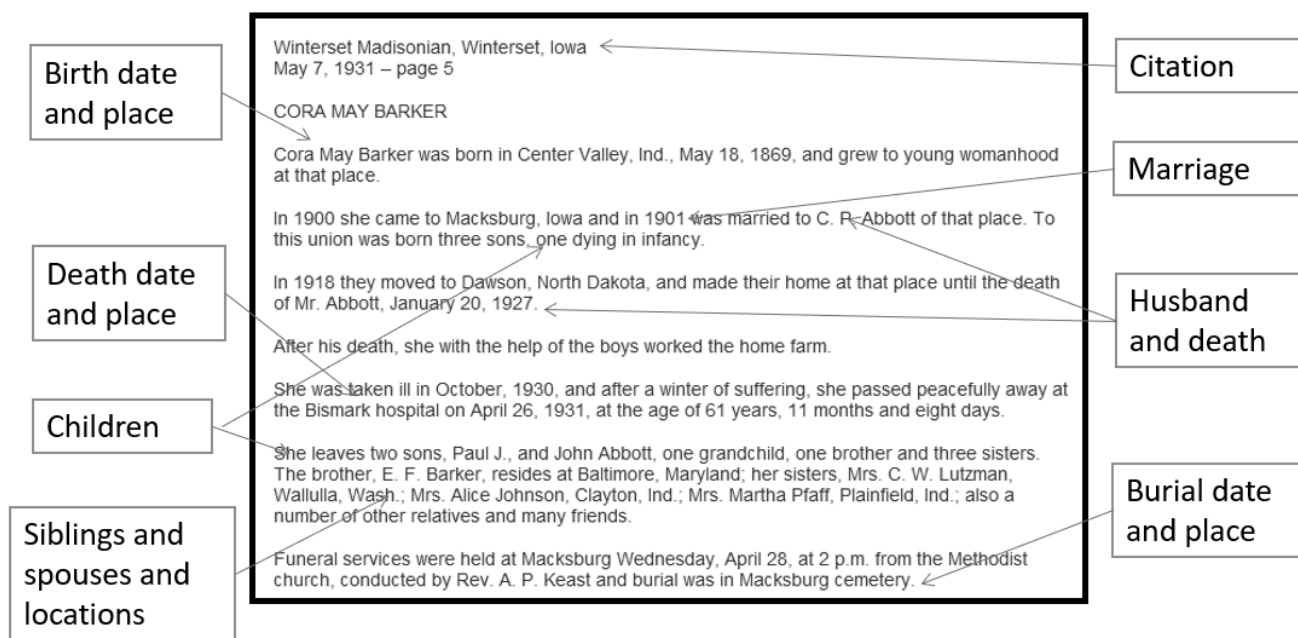 Winterset Madisonian, Winterset, Iowa
May 7, 1931 – page 5
CORA MAY BARKER
Cora May Barker was born in Center Valley, Ind., May 18, 1869, and grew to young womanhood
at that place.
In 1900 she came to Macksburg, Iowa and in 1901 was married to C. P. Abbott of that place. To
this union was born three sons, one dying in infancy.
In 1918 they moved to Dawson, North Dakota, and made their home at that place until the death
of Mr. Abbott, January 20, 1927.
After his death, she with the help of the boys worked the home farm.
She was taken ill in October, 1930, and after a winter of suffering, she passed peacefully away at
the Bismark hospital on April 26, 1931, at the age of 61 years, 11 months and eight days.
She leaves two sons, Paul J., and John Abbott, one grandchild, one brother and three sisters.
The brother, E. F. Barker, resides at Baltimore, Maryland; her sisters, Mrs. C. W. Lutzman,
Wallulla, Wash.; Mrs. Alice Johnson, Clayton, Ind.; Mrs. Martha Pfaff, Plainfield, Ind.; also a
number of other relatives and many friends.
Funeral services were held at Macksburg Wednesday, April 28, at 2 p.m. from the Methodist
church, conducted by Rev. A. P. Keast and burial was in Macksburg cemetery.
Birth date
and place
Death date
and place
Children
Siblings and
spouses and
locations
Citation
Marriage
Husband
and death
Burial date
and place